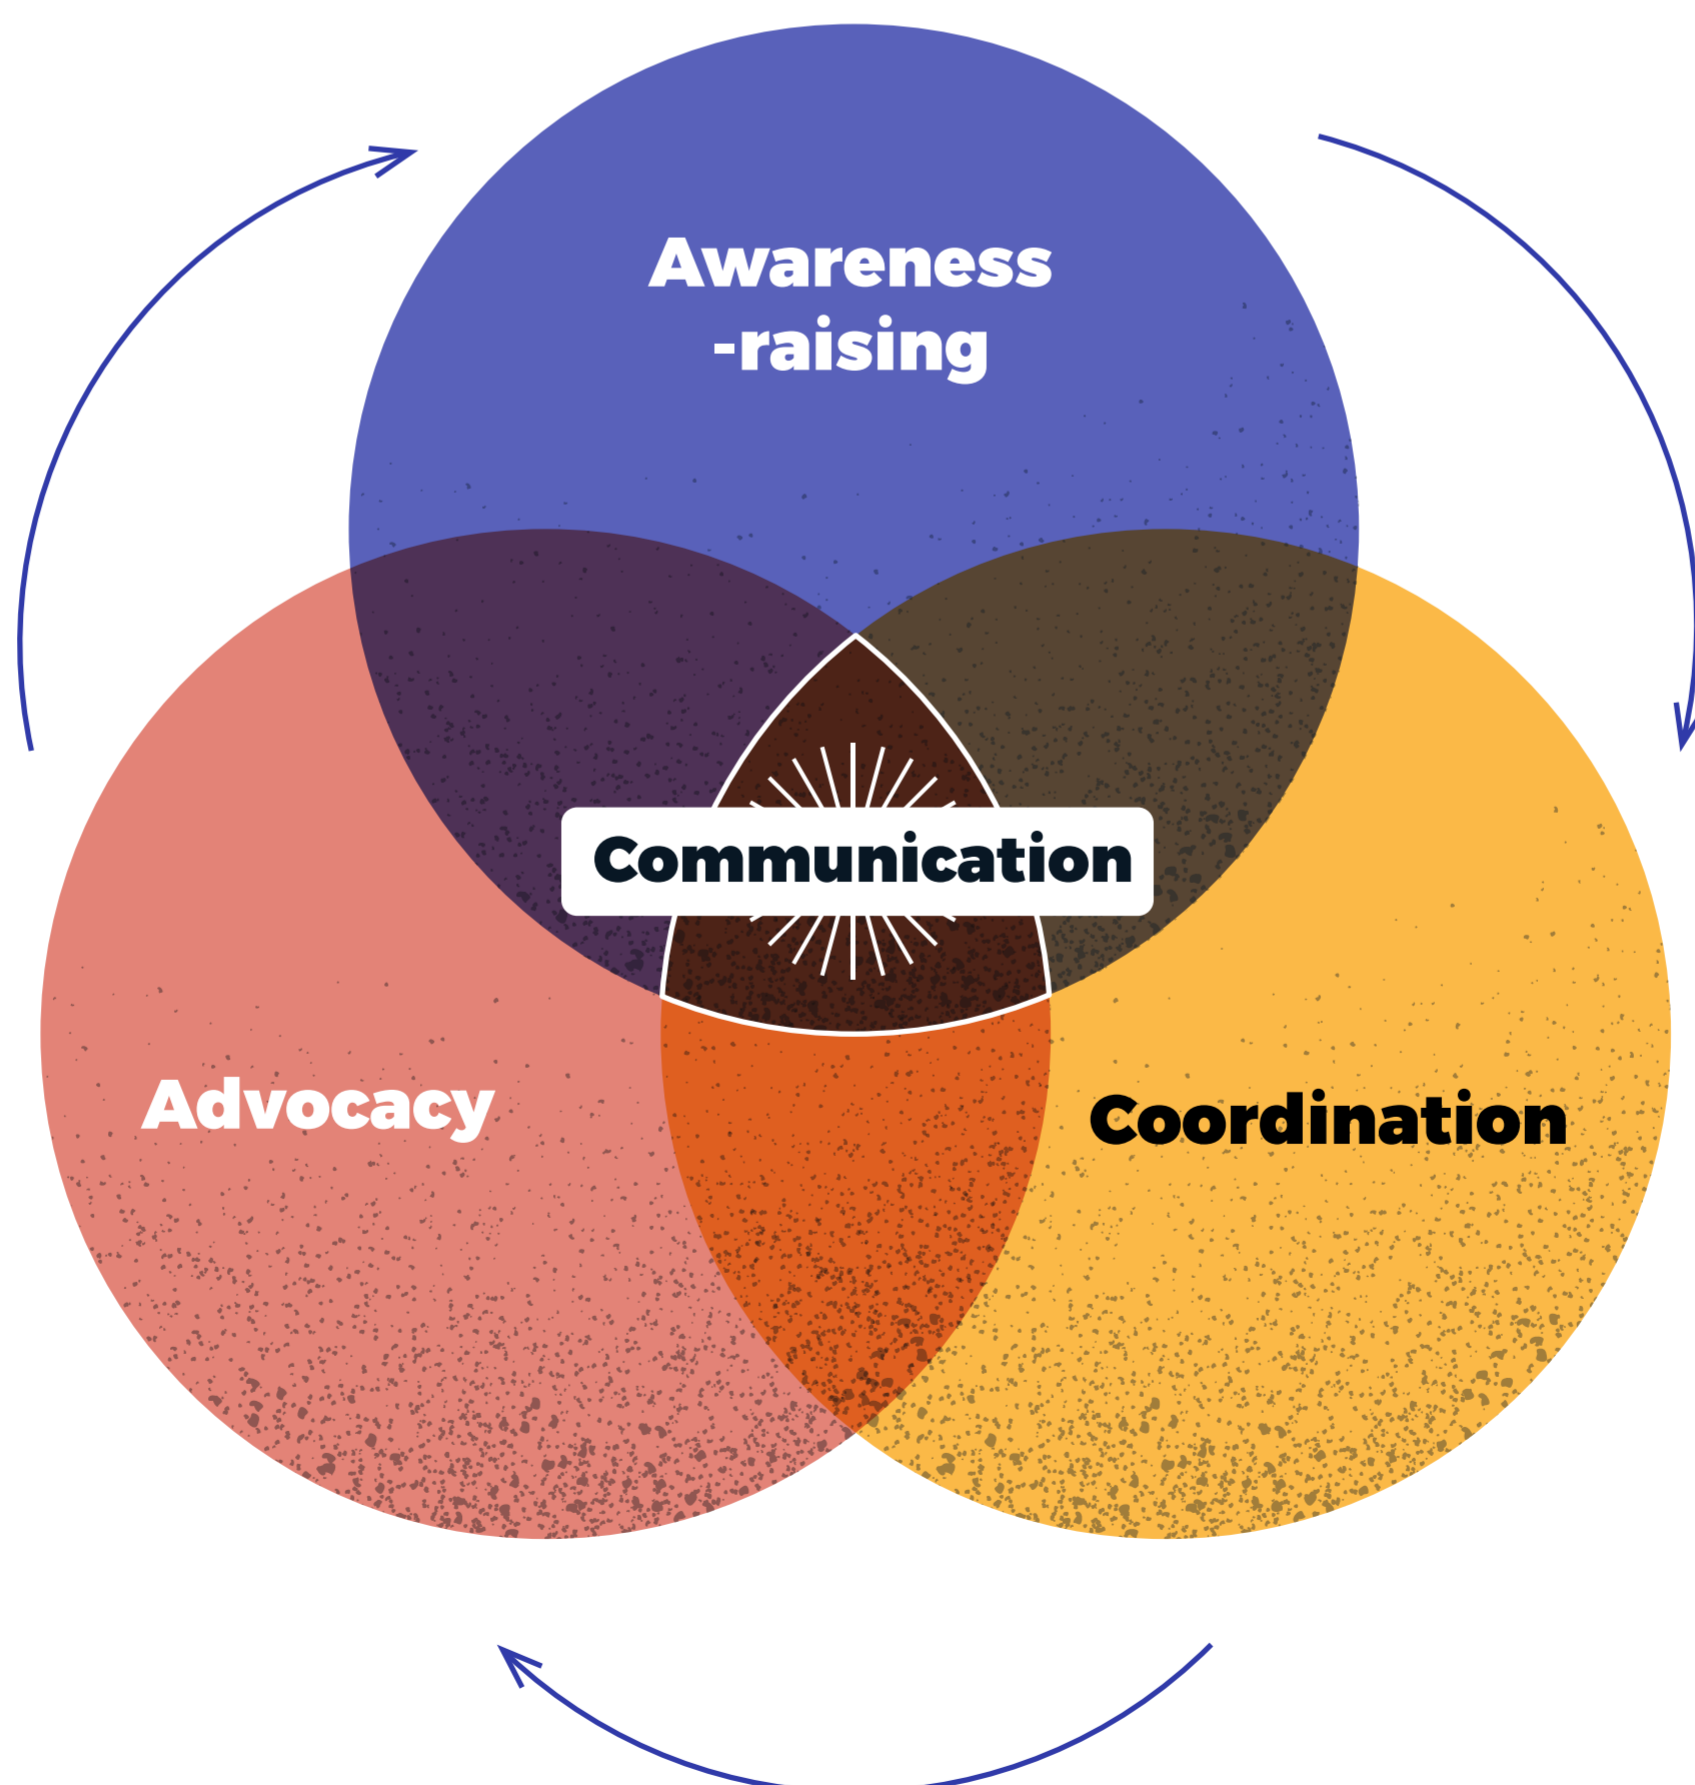 Awareness
-raising
Communication
Advocacy
Coordination